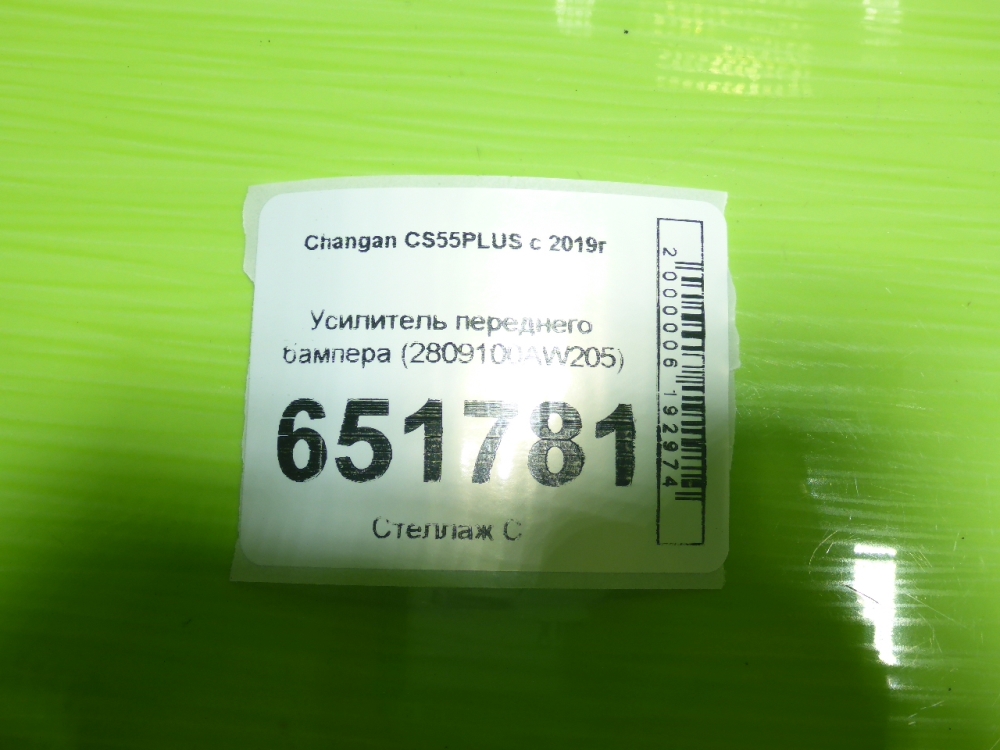 Changan CS55PLUS с 2019г
Усилитель переднего
бампера (2809100AW205)
651781
Стеллаж С
2000006192974